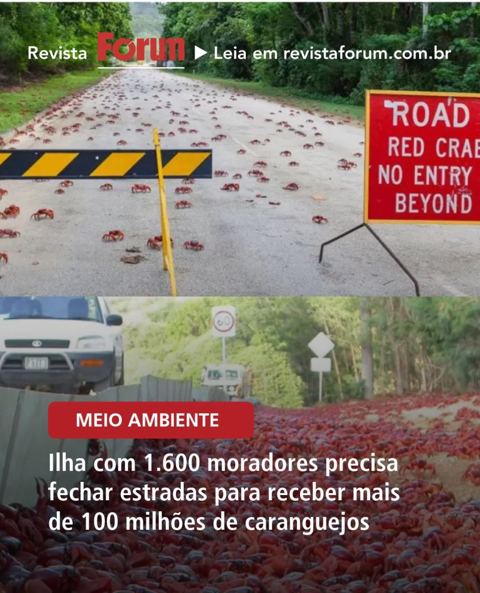 Revista Forum ▶ Leia em revistaforum.com.br
ROAD
RED CRAB
NO ENTRY
BEYOND
MEIO AMBIENTE
Ilha com 1.600 moradores precisa
fechar estradas para receber mais
de 100 milhões de caranguejos